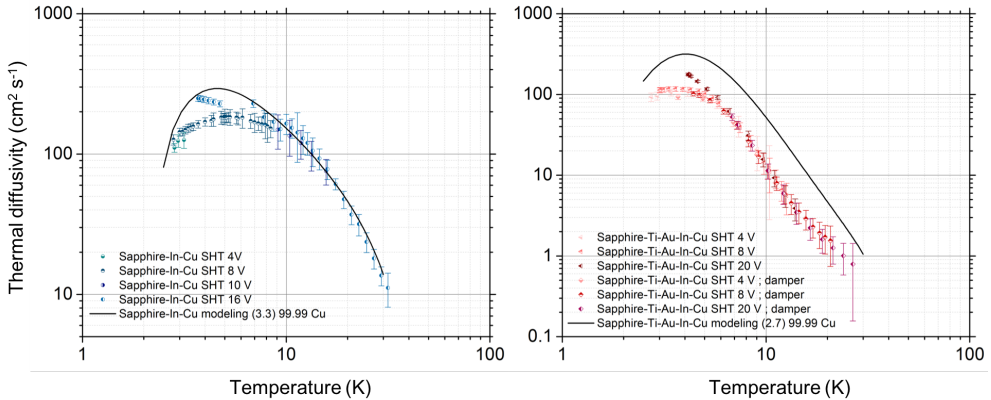 1000
100
10
Thermal diffusivity (cm² s⁻¹)
Sapphire-In-Cu SHT 4V
Sapphire-In-Cu SHT 8 V
Sapphire-In-Cu SHT 10 V
Sapphire-In-Cu SHT 16 V
Sapphire-In-Cu modeling (3.3) 99.99 Cu
1 10 100
Temperature (K)
1000
100
10
1
0.1
Sapphire-Ti-Au-In-Cu SHT 4 V
Sapphire-Ti-Au-In-Cu SHT 8 V
Sapphire-Ti-Au-In-Cu SHT 20 V
Sapphire-Ti-Au-In-Cu SHT 4 V ; damper
Sapphire-Ti-Au-In-Cu SHT 8 V ; damper
Sapphire-Ti-Au-In-Cu SHT 20 V ; damper
Sapphire-Ti-Au-In-Cu modeling (2.7) 99.99 Cu
1 10 100
Temperature (K)